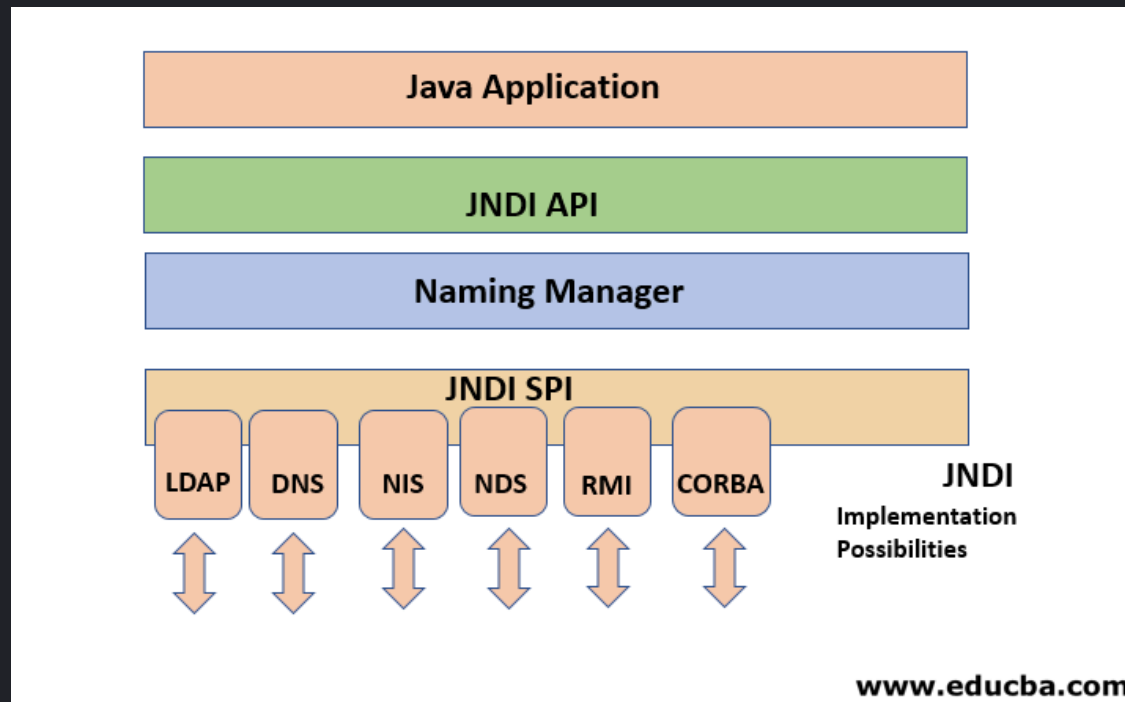 Java Application
JNDI API
Naming Manager
JNDI SPI
LDAP
DNS
NIS
NDS
RMI
CORBA
JNDI
Implementation
Possibilities
www.educba.com